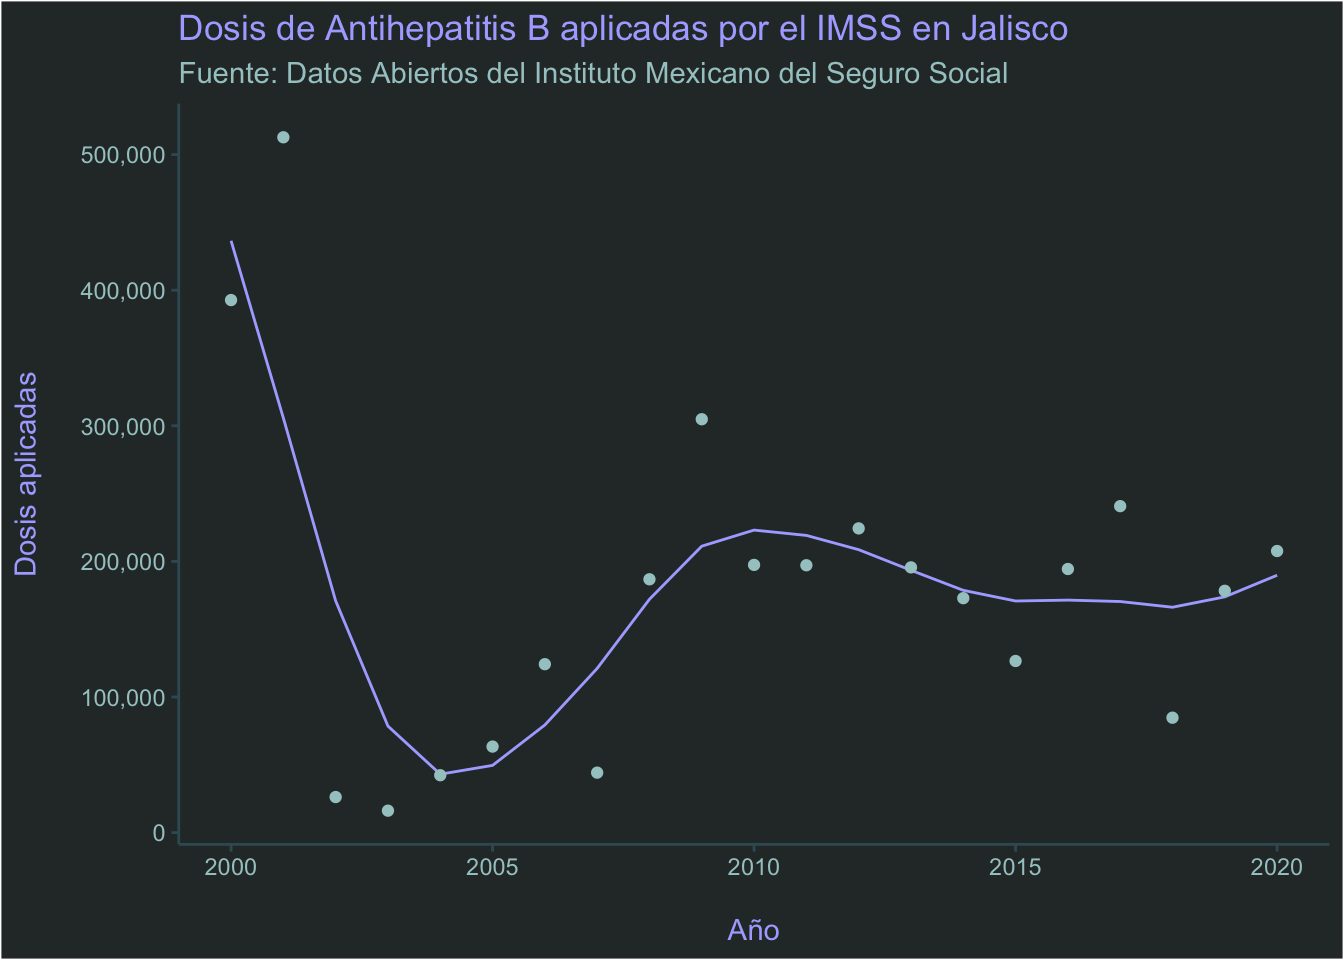 Dosis de Antihepatitis B aplicadas por el IMSS en Jalisco
Fuente: Datos Abiertos del Instituto Mexicano del Seguro Social
Dosis aplicadas
500,000
400,000
300,000
200,000
100,000
0
2000
2005
2010
2015
2020
Año